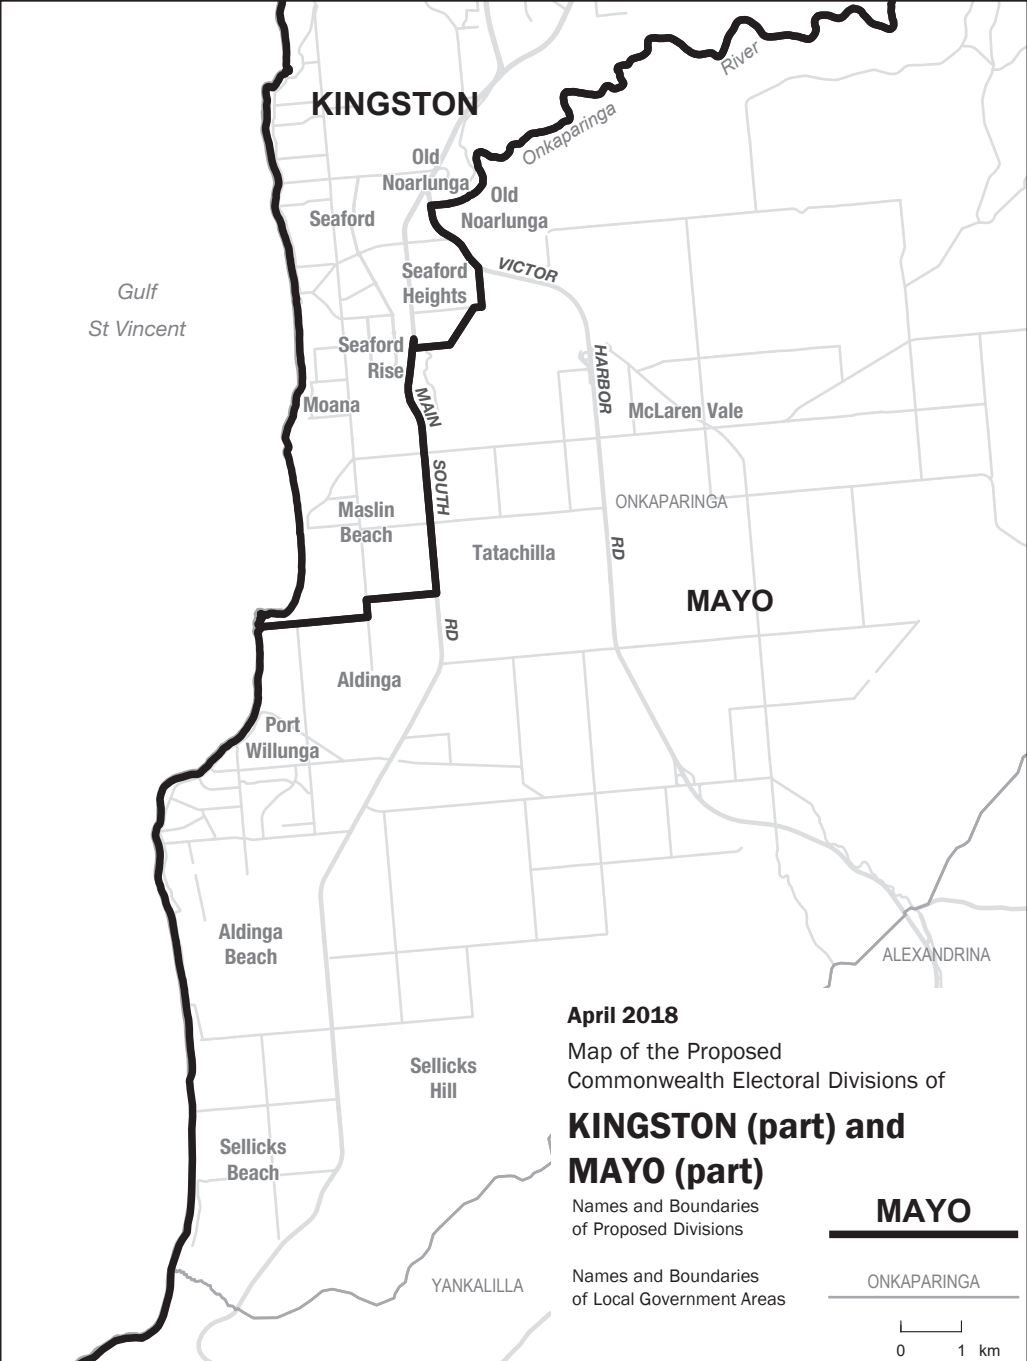 River
KINGSTON
Onkaparinga
Old
Noarlunga
Old
Noarlunga
Seaford
VICTOR
Seaford
Heights
Gulf
St Vincent
Seaford
Rise
HARBOR
MAIN
Moana
McLaren Vale
SOUTH
ONKAPARINGA
Maslin
Beach
RD
Tatachilla
MAYO
RD
Aldinga
Port
Willunga
Aldinga
Beach
ALEXANDRINA
Sellicks
Hill
Sellicks
Beach
YANKALILLA
April 2018
Map of the Proposed
Commonwealth Electoral Divisions of
KINGSTON (part) and
MAYO (part)
Names and Boundaries
of Proposed Divisions
MAYO
Names and Boundaries
of Local Government Areas
ONKAPARINGA
0 1 km